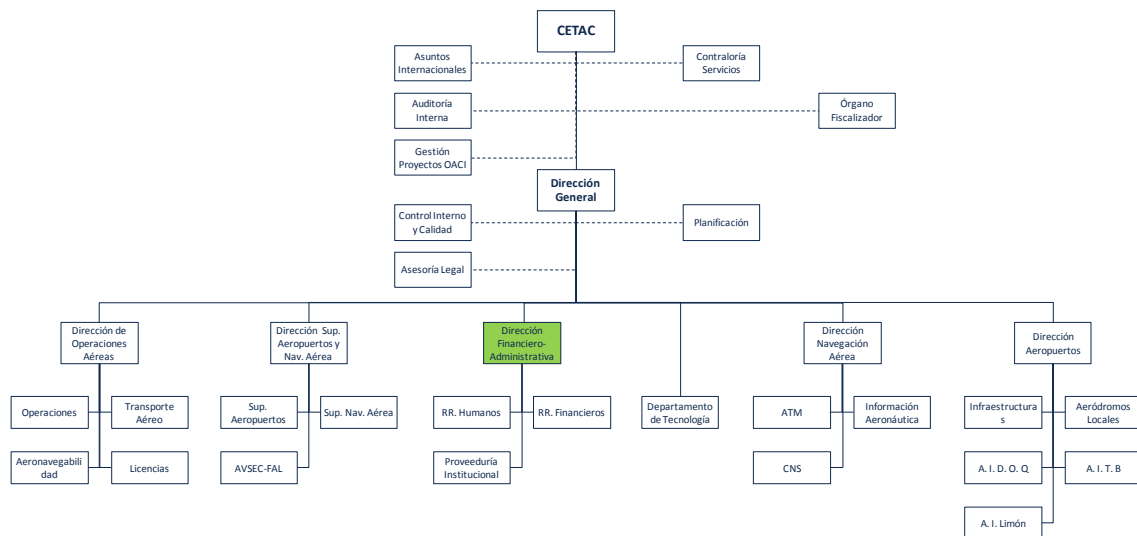 CETAC
Asuntos
Internacionales
Contraloría
Servicios
Auditoría
Interna
Órgano
Fiscalizador
Gestión
Proyectos OACI
Dirección
General
Control Interno
y Calidad
Planificación
Asesoría Legal
Dirección de
Operaciones
Aéreas
Dirección Sup.
Aeropuertos y
Nav. Aérea
Dirección
Financiero-
Administrativa
Dirección
Navegación
Aérea
Dirección
Aeropuertos
Operaciones
Transporte
Aéreo
Sup.
Aeropuertos
Sup. Nav. Aérea
RR. Humanos
RR. Financieros
Departamento
de Tecnología
ATM
Información
Aeronáutica
Infraestructura
s
Aeródromos
Locales
Aeronavegabili
dad
Licencias
AVSEC-FAL
Proveeduría
Institucional
CNS
A. I. D. O. Q
A. I. T. B
A. I. Limón